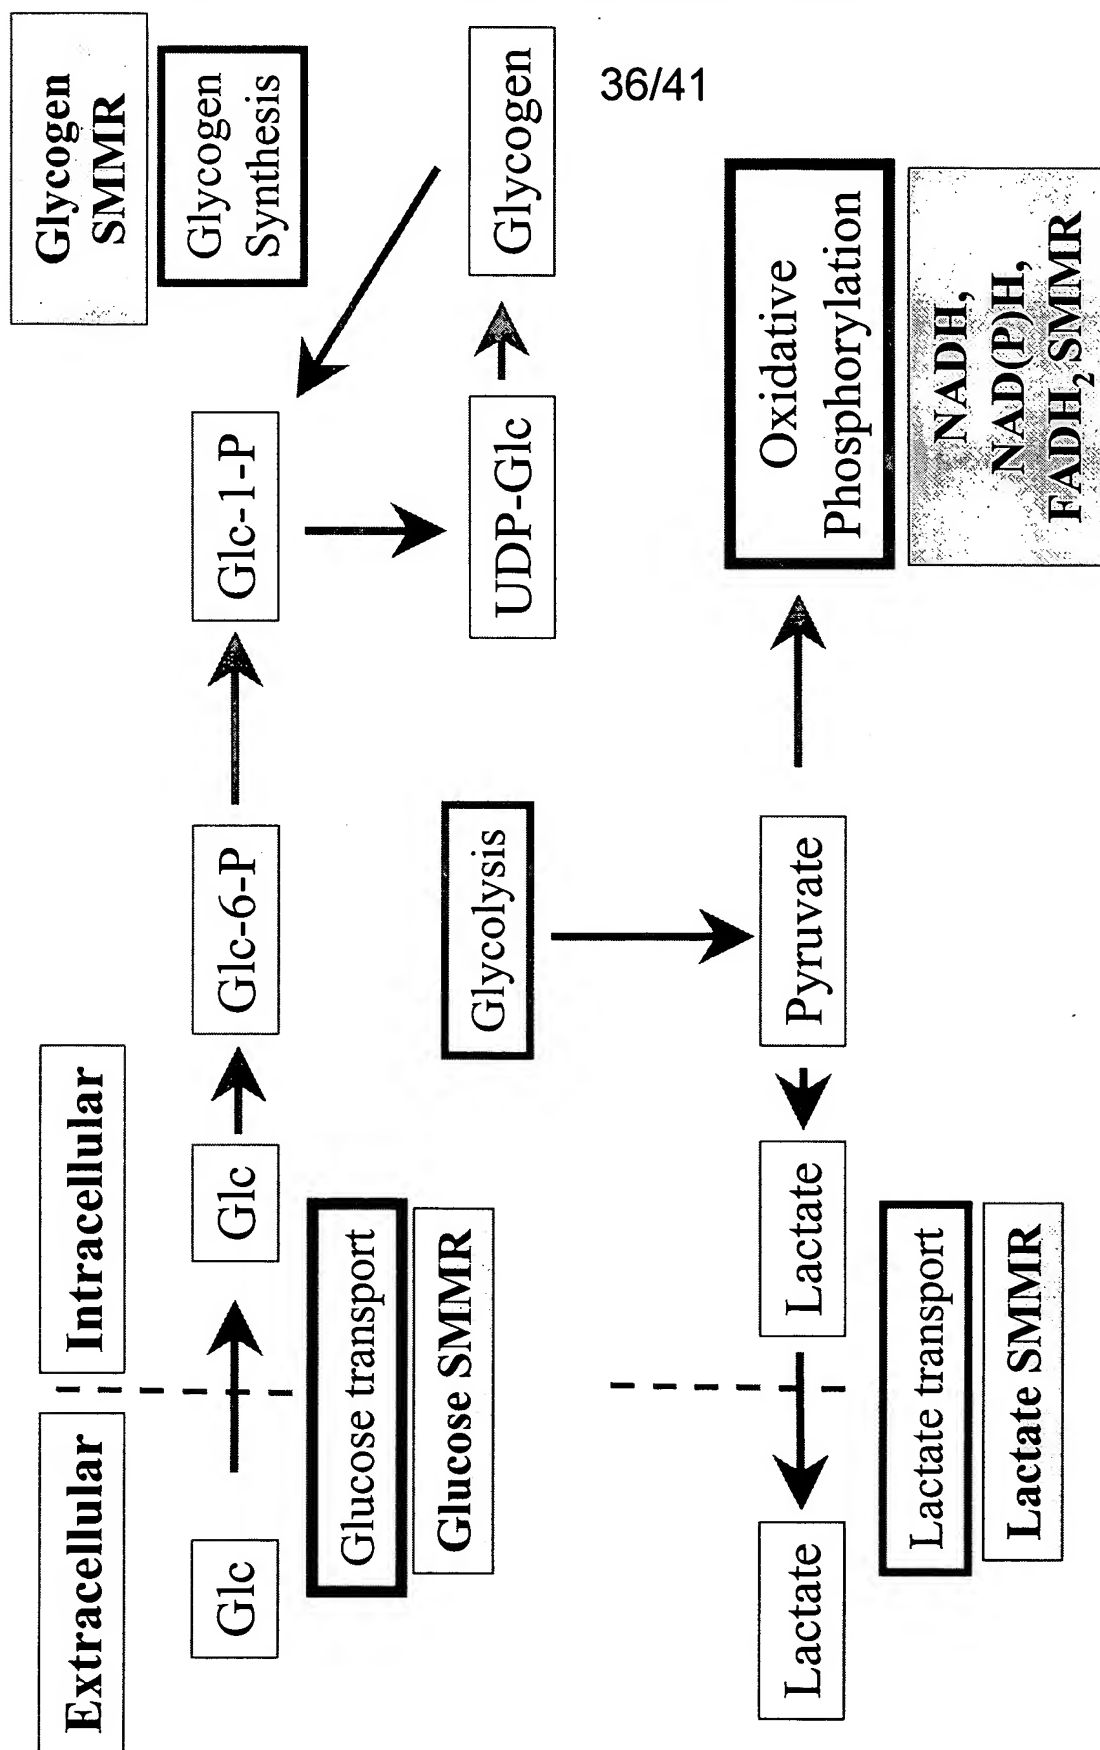 36/41
Extracellular
Intracellular
Glycogen
SMMR
Glycogen
Synthesis
Glc
Glc
Glc-6-P
Glc-1-P
Glucose transport
Glucose SMMR
Glycolysis
UDP-Glc
Glycogen
Lactate
Lactate
Pyruvate
Oxidative
Phosphorylation
Lactate transport
Lactate SMMR
NADH,
NAD(P)H,
FADH₂ SMMR